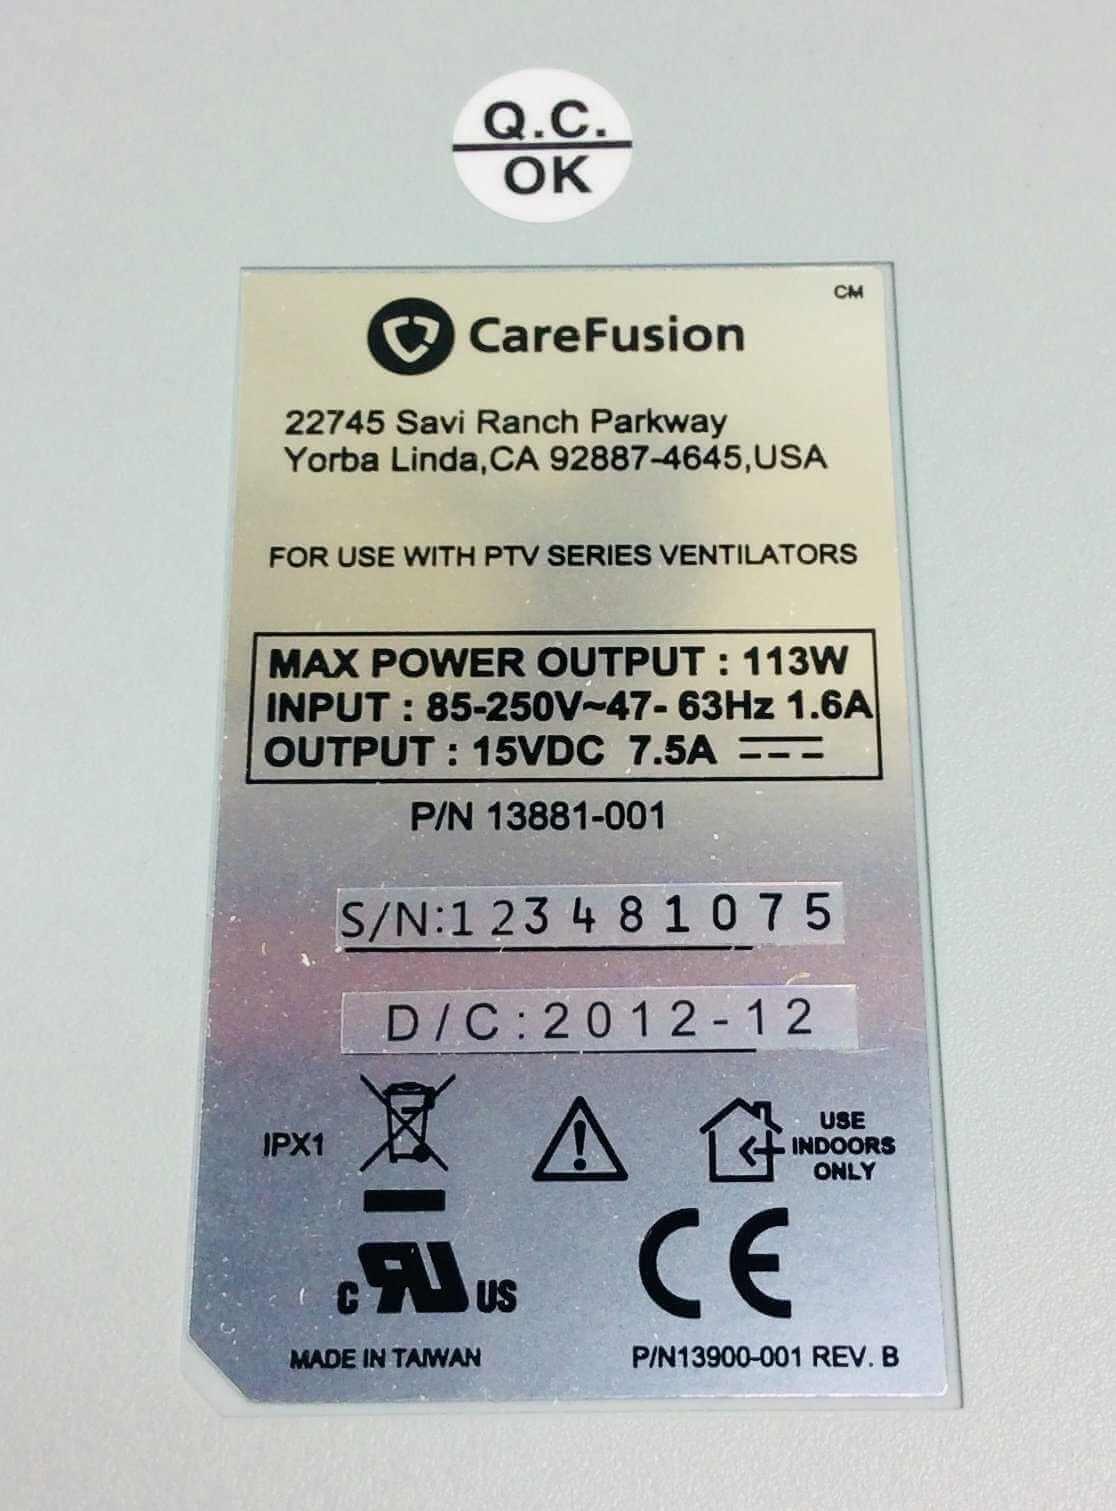 Q.C.
OK
CM
CareFusion
22745 Savi Ranch Parkway
Yorba Linda,CA 92887-4645,USA
FOR USE WITH PTV SERIES VENTILATORS
MAX POWER OUTPUT : 113W
INPUT : 85-250V~47- 63Hz 1.6A
OUTPUT : 15VDC 7.5A
P/N 13881-001
S/N:123481075
D/C:2012-12
IPX1
USE
INDOORS
ONLY
C RU US
CE
MADE IN TAIWAN
P/N13900-001 REV. B